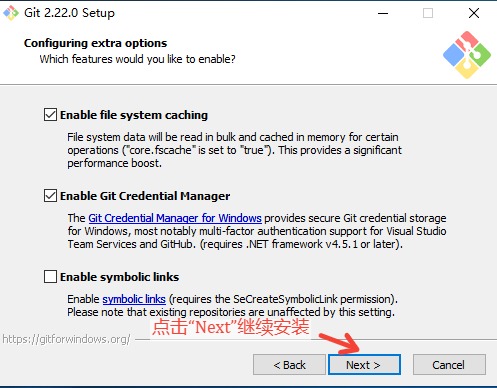 Git 2.22.0 Setup
Configuring extra options
Which features would you like to enable?
Enable file system caching
File system data will be read in bulk and cached in memory for certain
operations ("core.fscache" is set to "true"). This provides a significant
performance boost.
Enable Git Credential Manager
The Git Credential Manager for Windows provides secure Git credential storage
for Windows, most notably multi-factor authentication support for Visual Studio
Team Services and GitHub. (requires .NET framework v4.5.1 or later).
Enable symbolic links
Enable symbolic links (requires the SeCreateSymbolicLink permission).
Please note that existing repositories are unaffected by this setting.
点击“Next”继续安装
https://gitforwindows.org/
< Back
Next >
Cancel